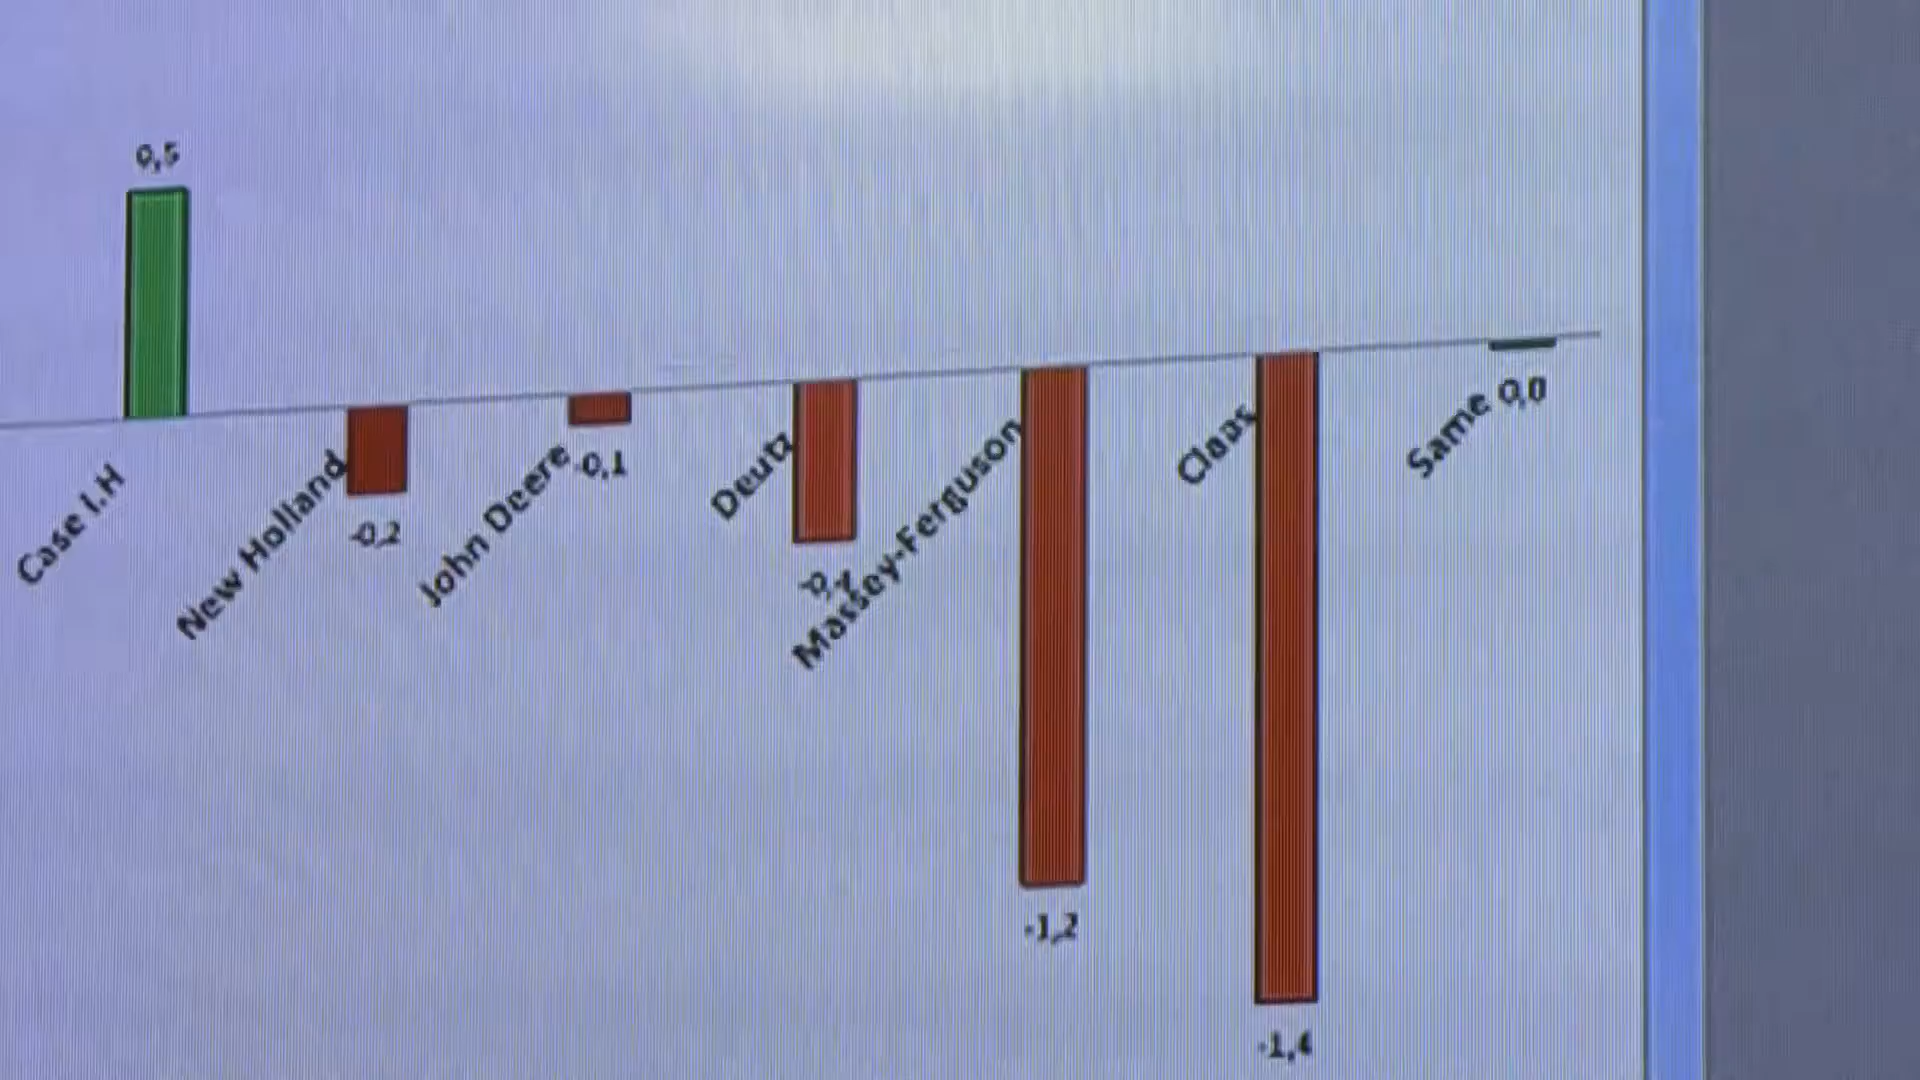 0,5
Case I.H
New Holland
-0,2
John Deere
-0,1
Deutz
Massey-Ferguson
-1,2
Claas
-1,4
Same
0,0